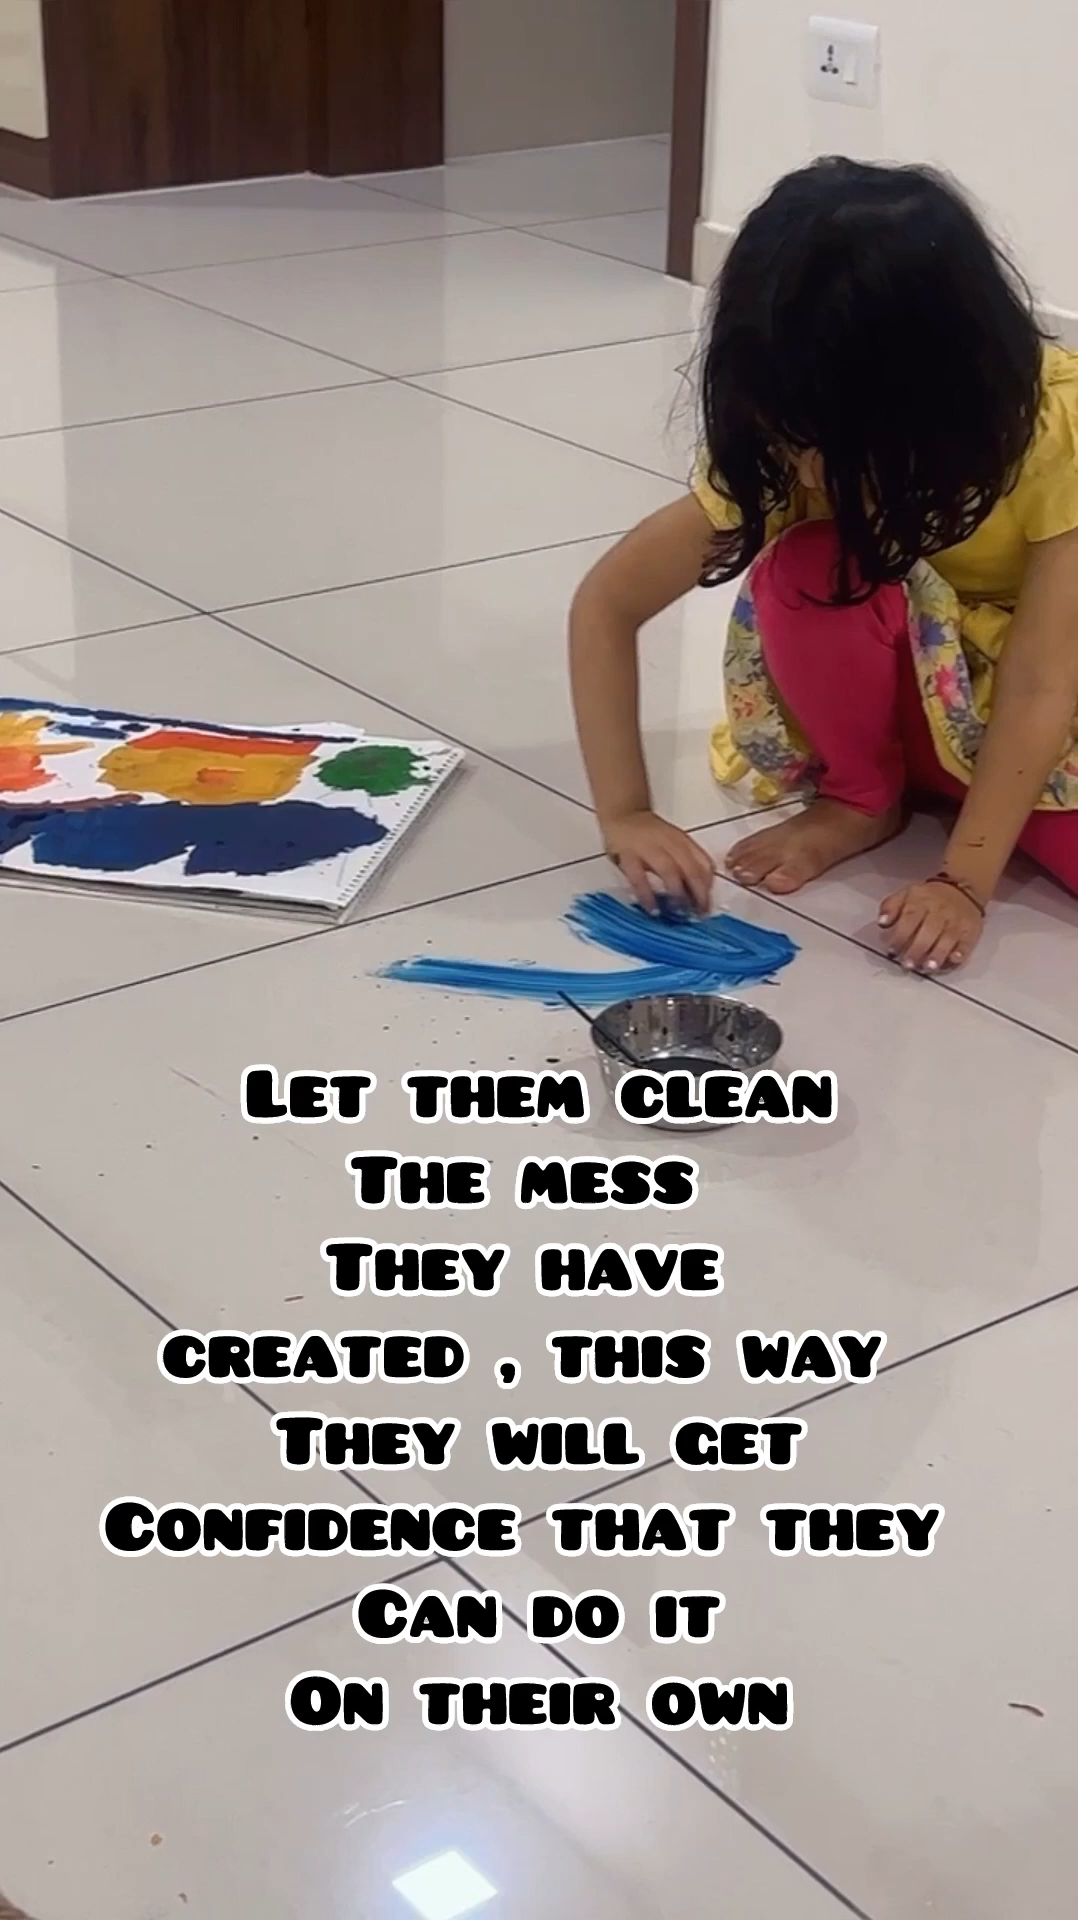 Let them clean
The mess
They have
created , this way
They will get
Confidence that they
Can do it
On their own